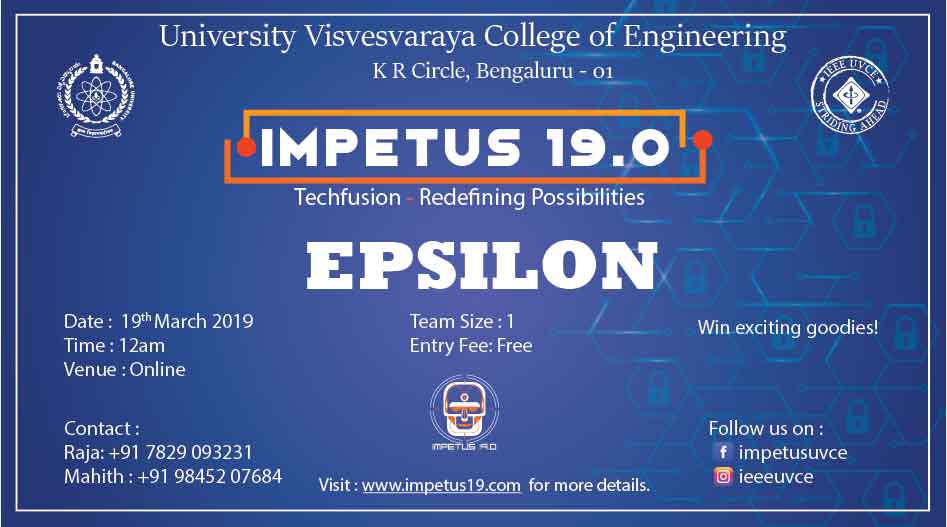 University Visvesvaraya College of Engineering
K R Circle, Bengaluru - 01
BANGALORE UNIVERSITY
IEEE UVCE
STRIDING AHEAD
IMPETUS 19.0
Techfusion - Redefining Possibilities
EPSILON
Date : 19th March 2019
Time : 12am
Venue : Online
Team Size : 1
Entry Fee: Free
Win exciting goodies!
Contact :
Raja: +91 7829 093231
Mahith : +91 98452 07684
IMPETUS 19.0
Visit : www.impetus19.com for more details.
Follow us on :
impetusuvce
ieeeuvce